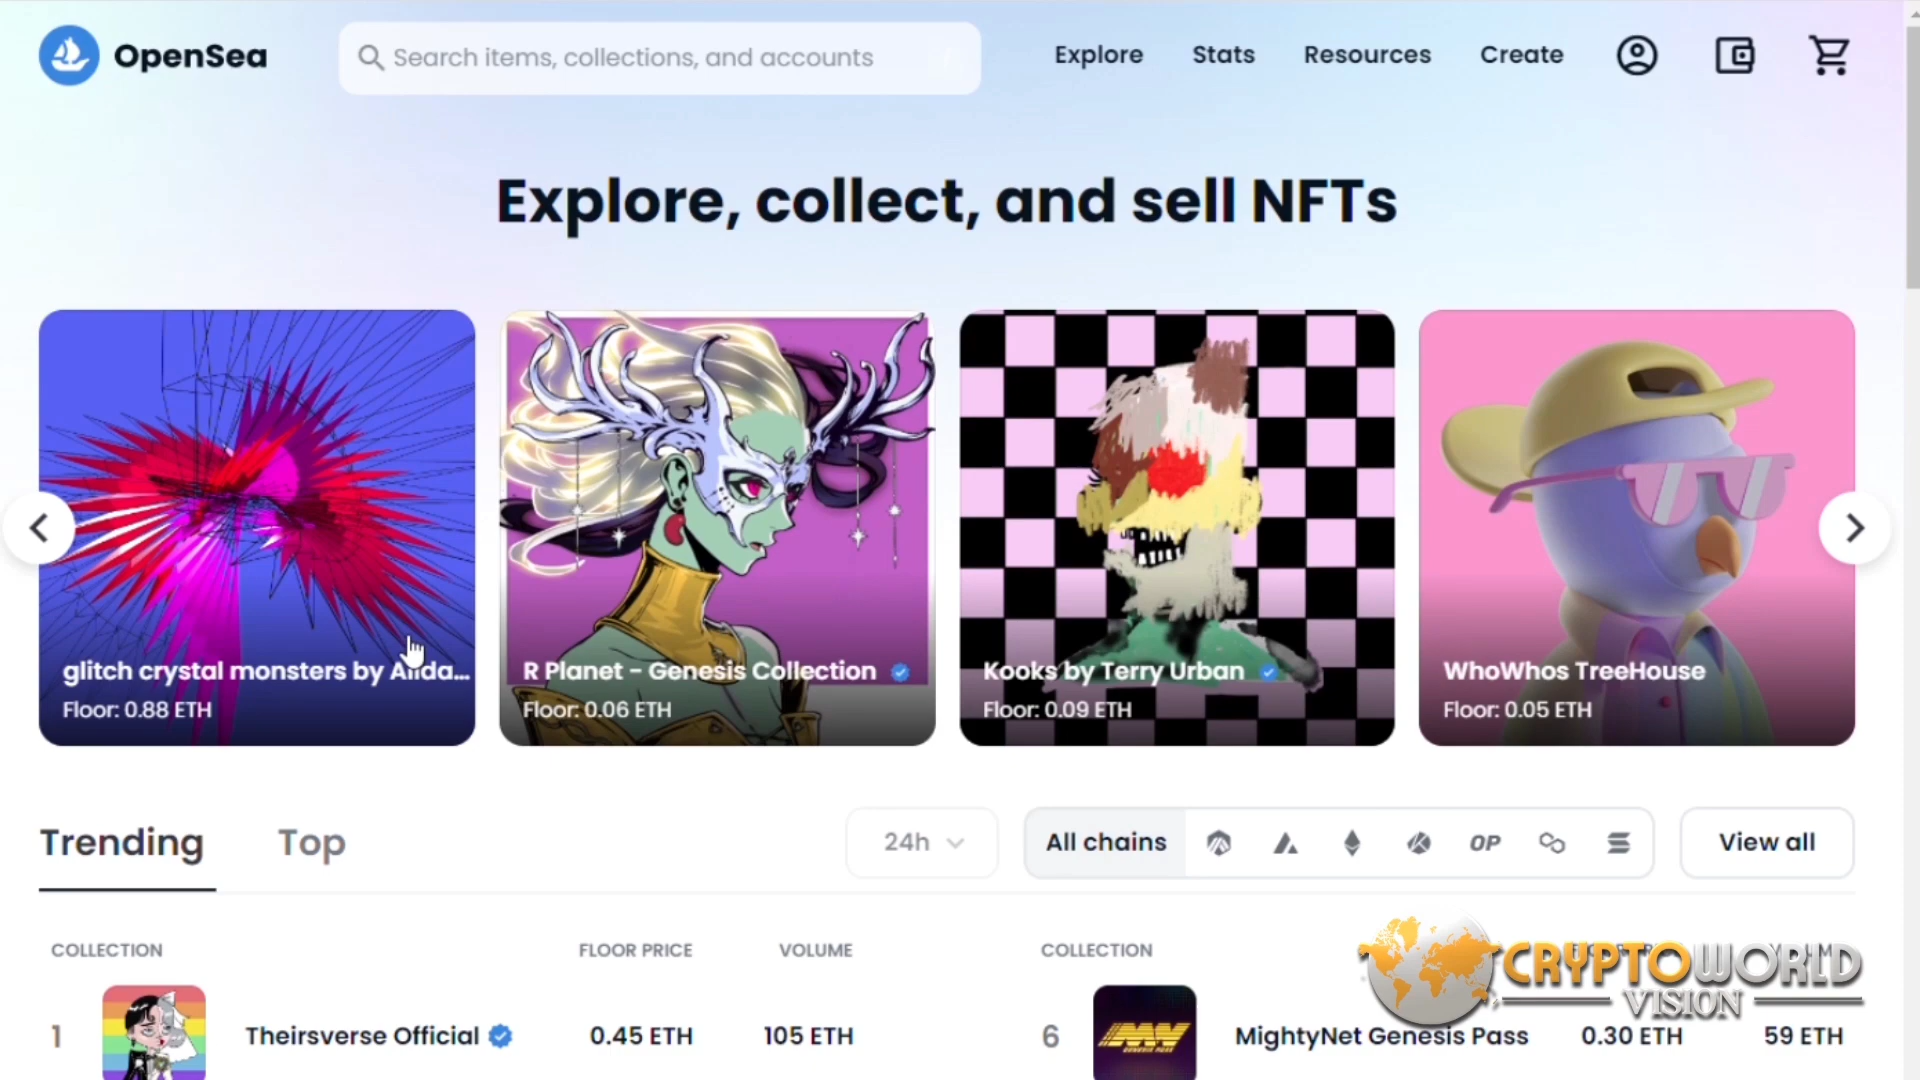 OpenSea
Search items, collections, and accounts
Explore
Stats
Resources
Create
Explore, collect, and sell NFTs
glitch crystal monsters by Alida...
Floor: 0.88 ETH
R Planet - Genesis Collection
Floor: 0.06 ETH
Kooks by Terry Urban
Floor: 0.09 ETH
WhoWhos TreeHouse
Floor: 0.05 ETH
Trending
Top
24h
All chains
OP
View all
COLLECTION
FLOOR PRICE
VOLUME
COLLECTION
CRYPTOWORLD
VISION
1
Theirsverse Official
0.45 ETH
105 ETH
6
GENESIS PASS
MightyNet Genesis Pass
0.30 ETH
59 ETH